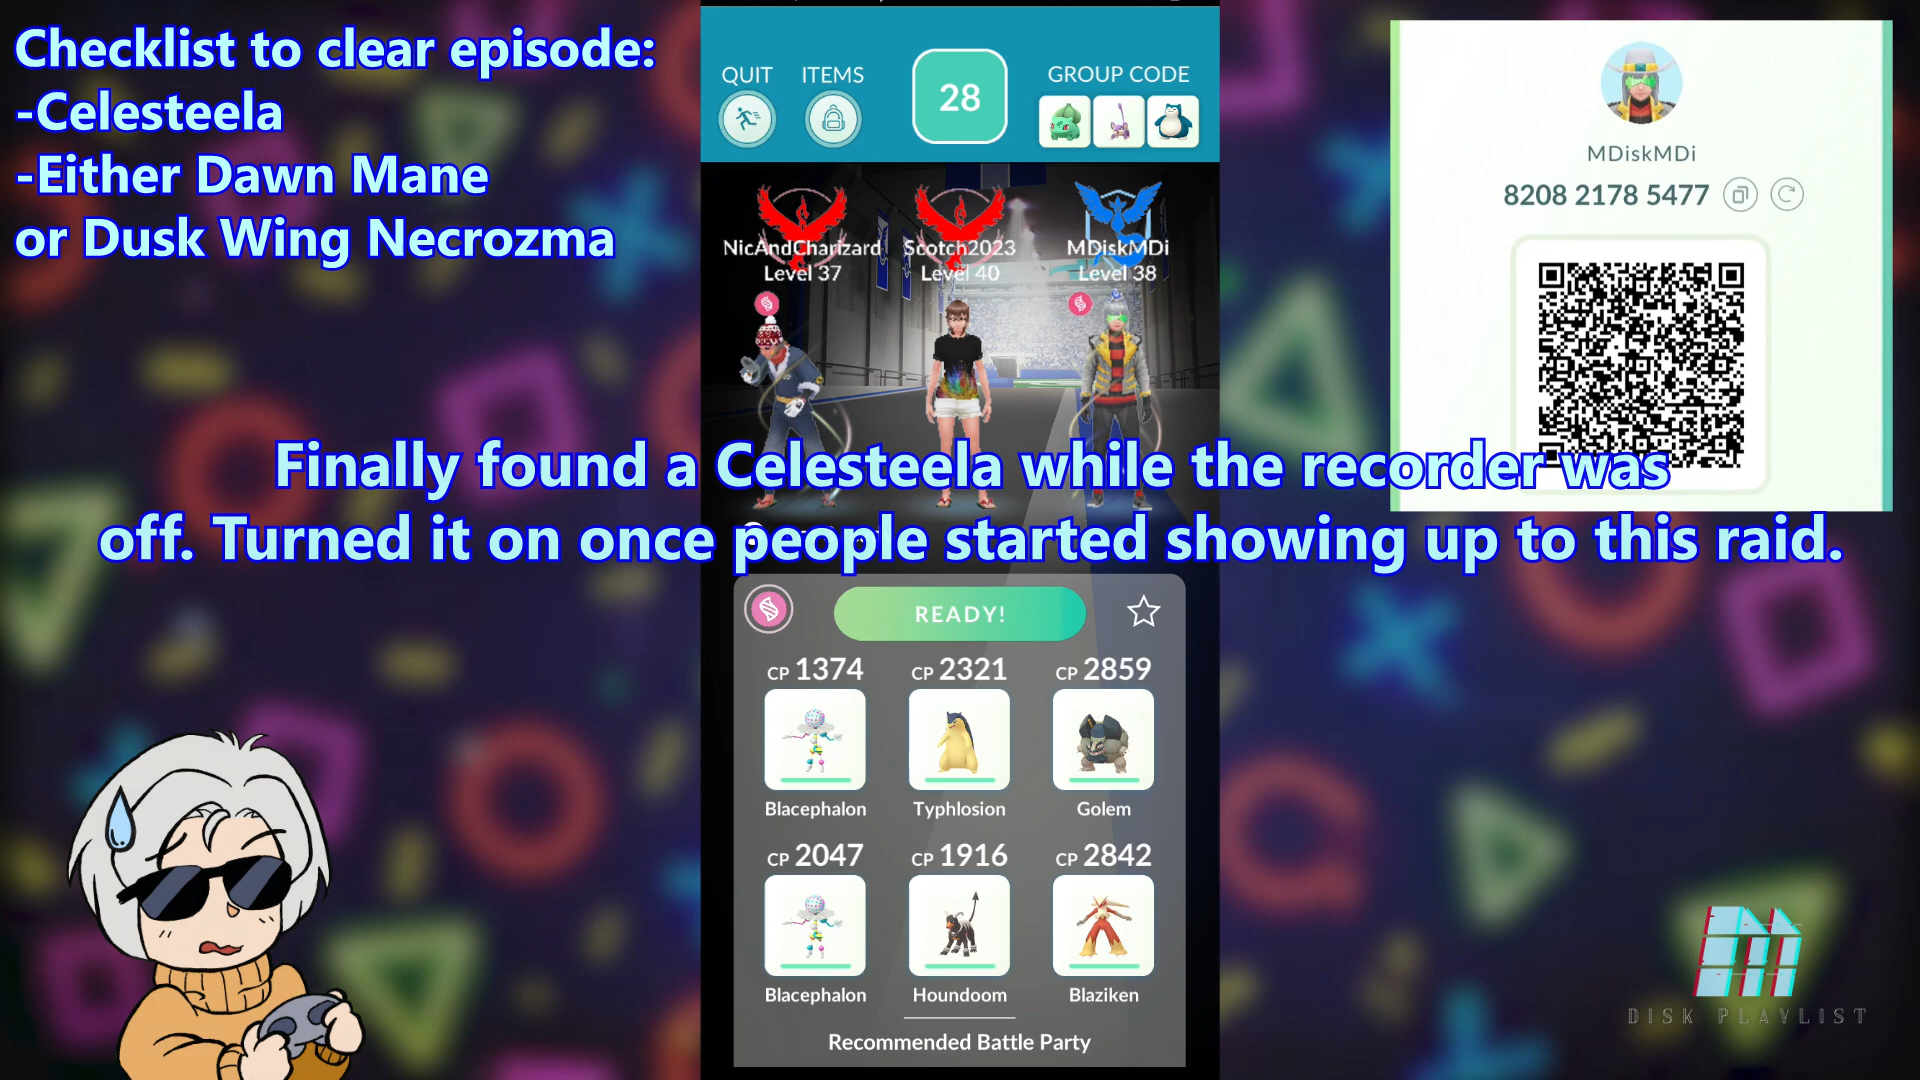 Checklist to clear episode:
-Celesteela
-Either Dawn Mane
or Dusk Wing Necrozma
QUIT
ITEMS
28
GROUP CODE
MDiskMDi
8208 2178 5477
NicAndCharizard
Level 37
Scotch2023
Level 40
MDiskMDi
Level 38
Finally found a Celesteela while the recorder was
off. Turned it on once people started showing up to this raid.
READY!
CP 1374
CP 2321
CP 2859
Blacephalon
Typhlosion
Golem
CP 2047
CP 1916
CP 2842
Blacephalon
Houndoom
Blaziken
Recommended Battle Party
DISK PLAYLIST